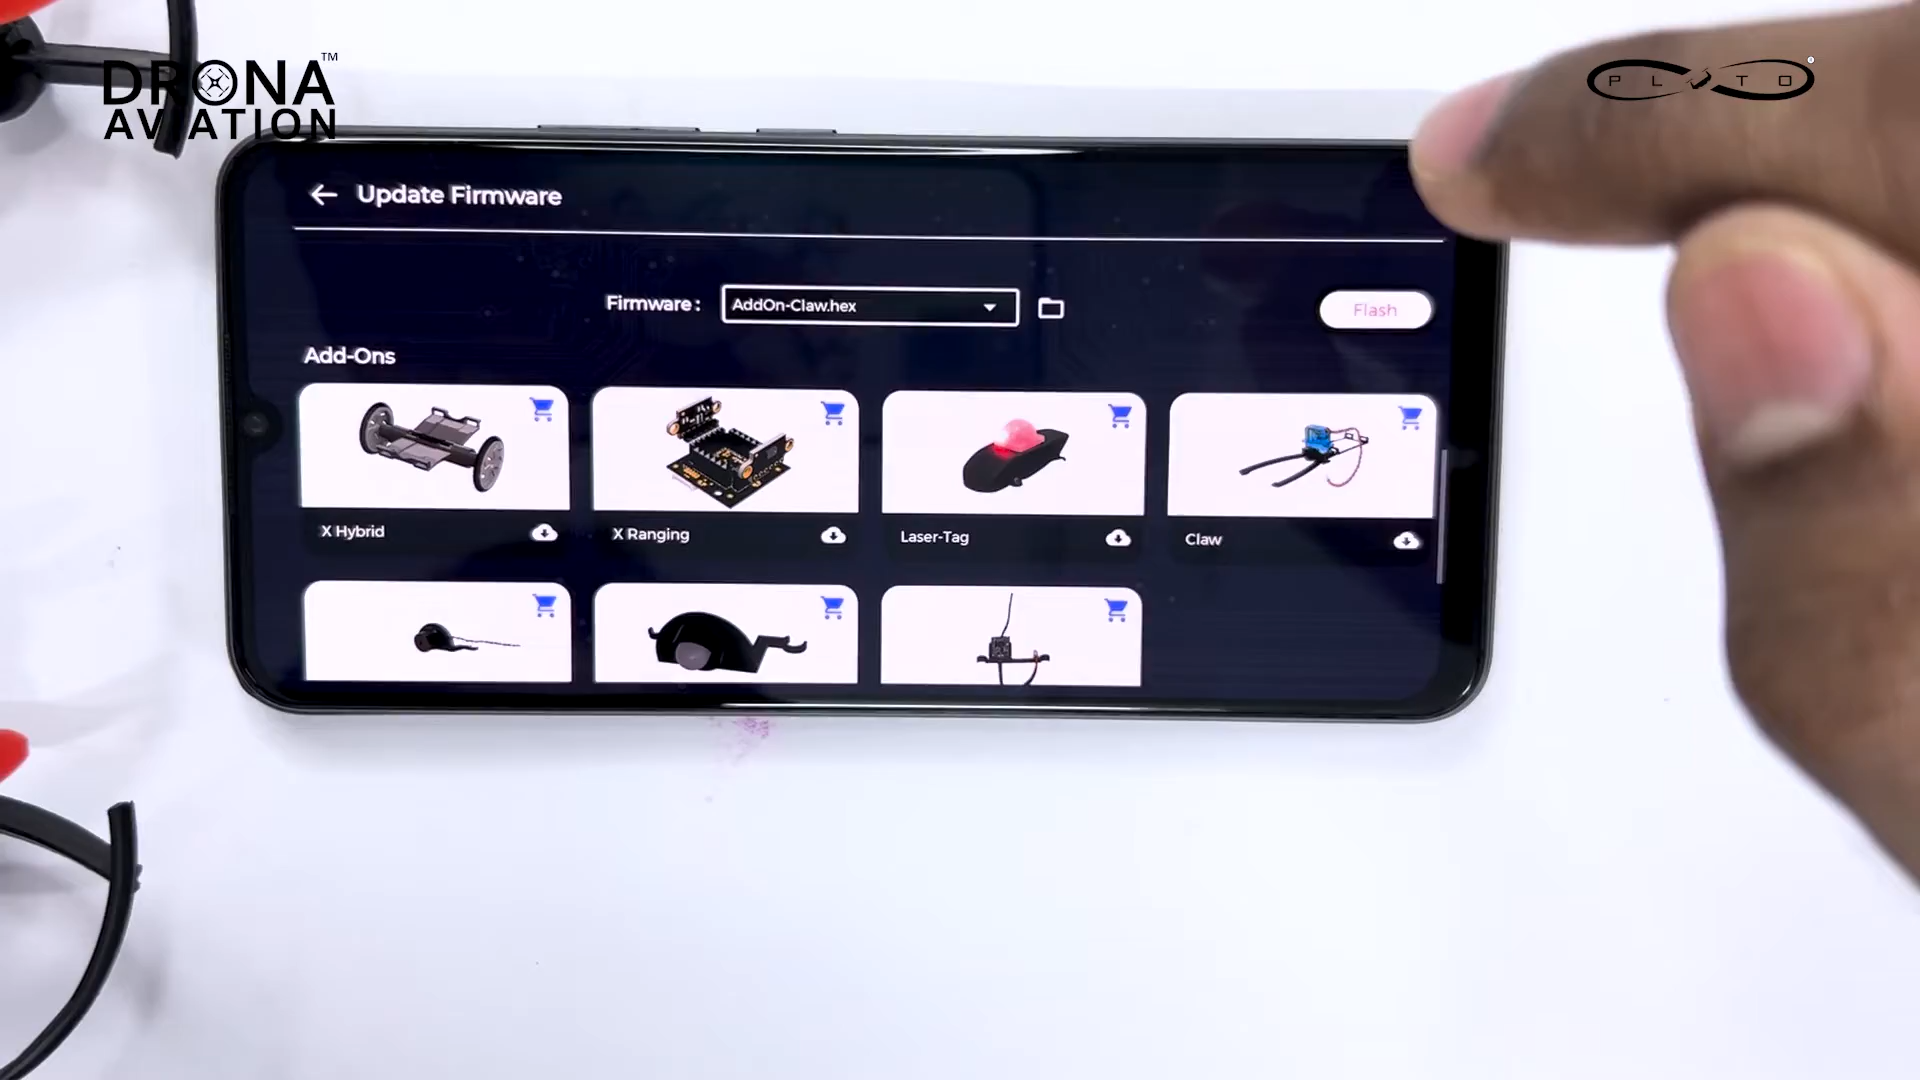 DRONA™
AVIATION
PLUTO
Update Firmware
Firmware :
AddOn-Claw.hex
Flash
Add-Ons
X Hybrid
X Ranging
Laser-Tag
Claw